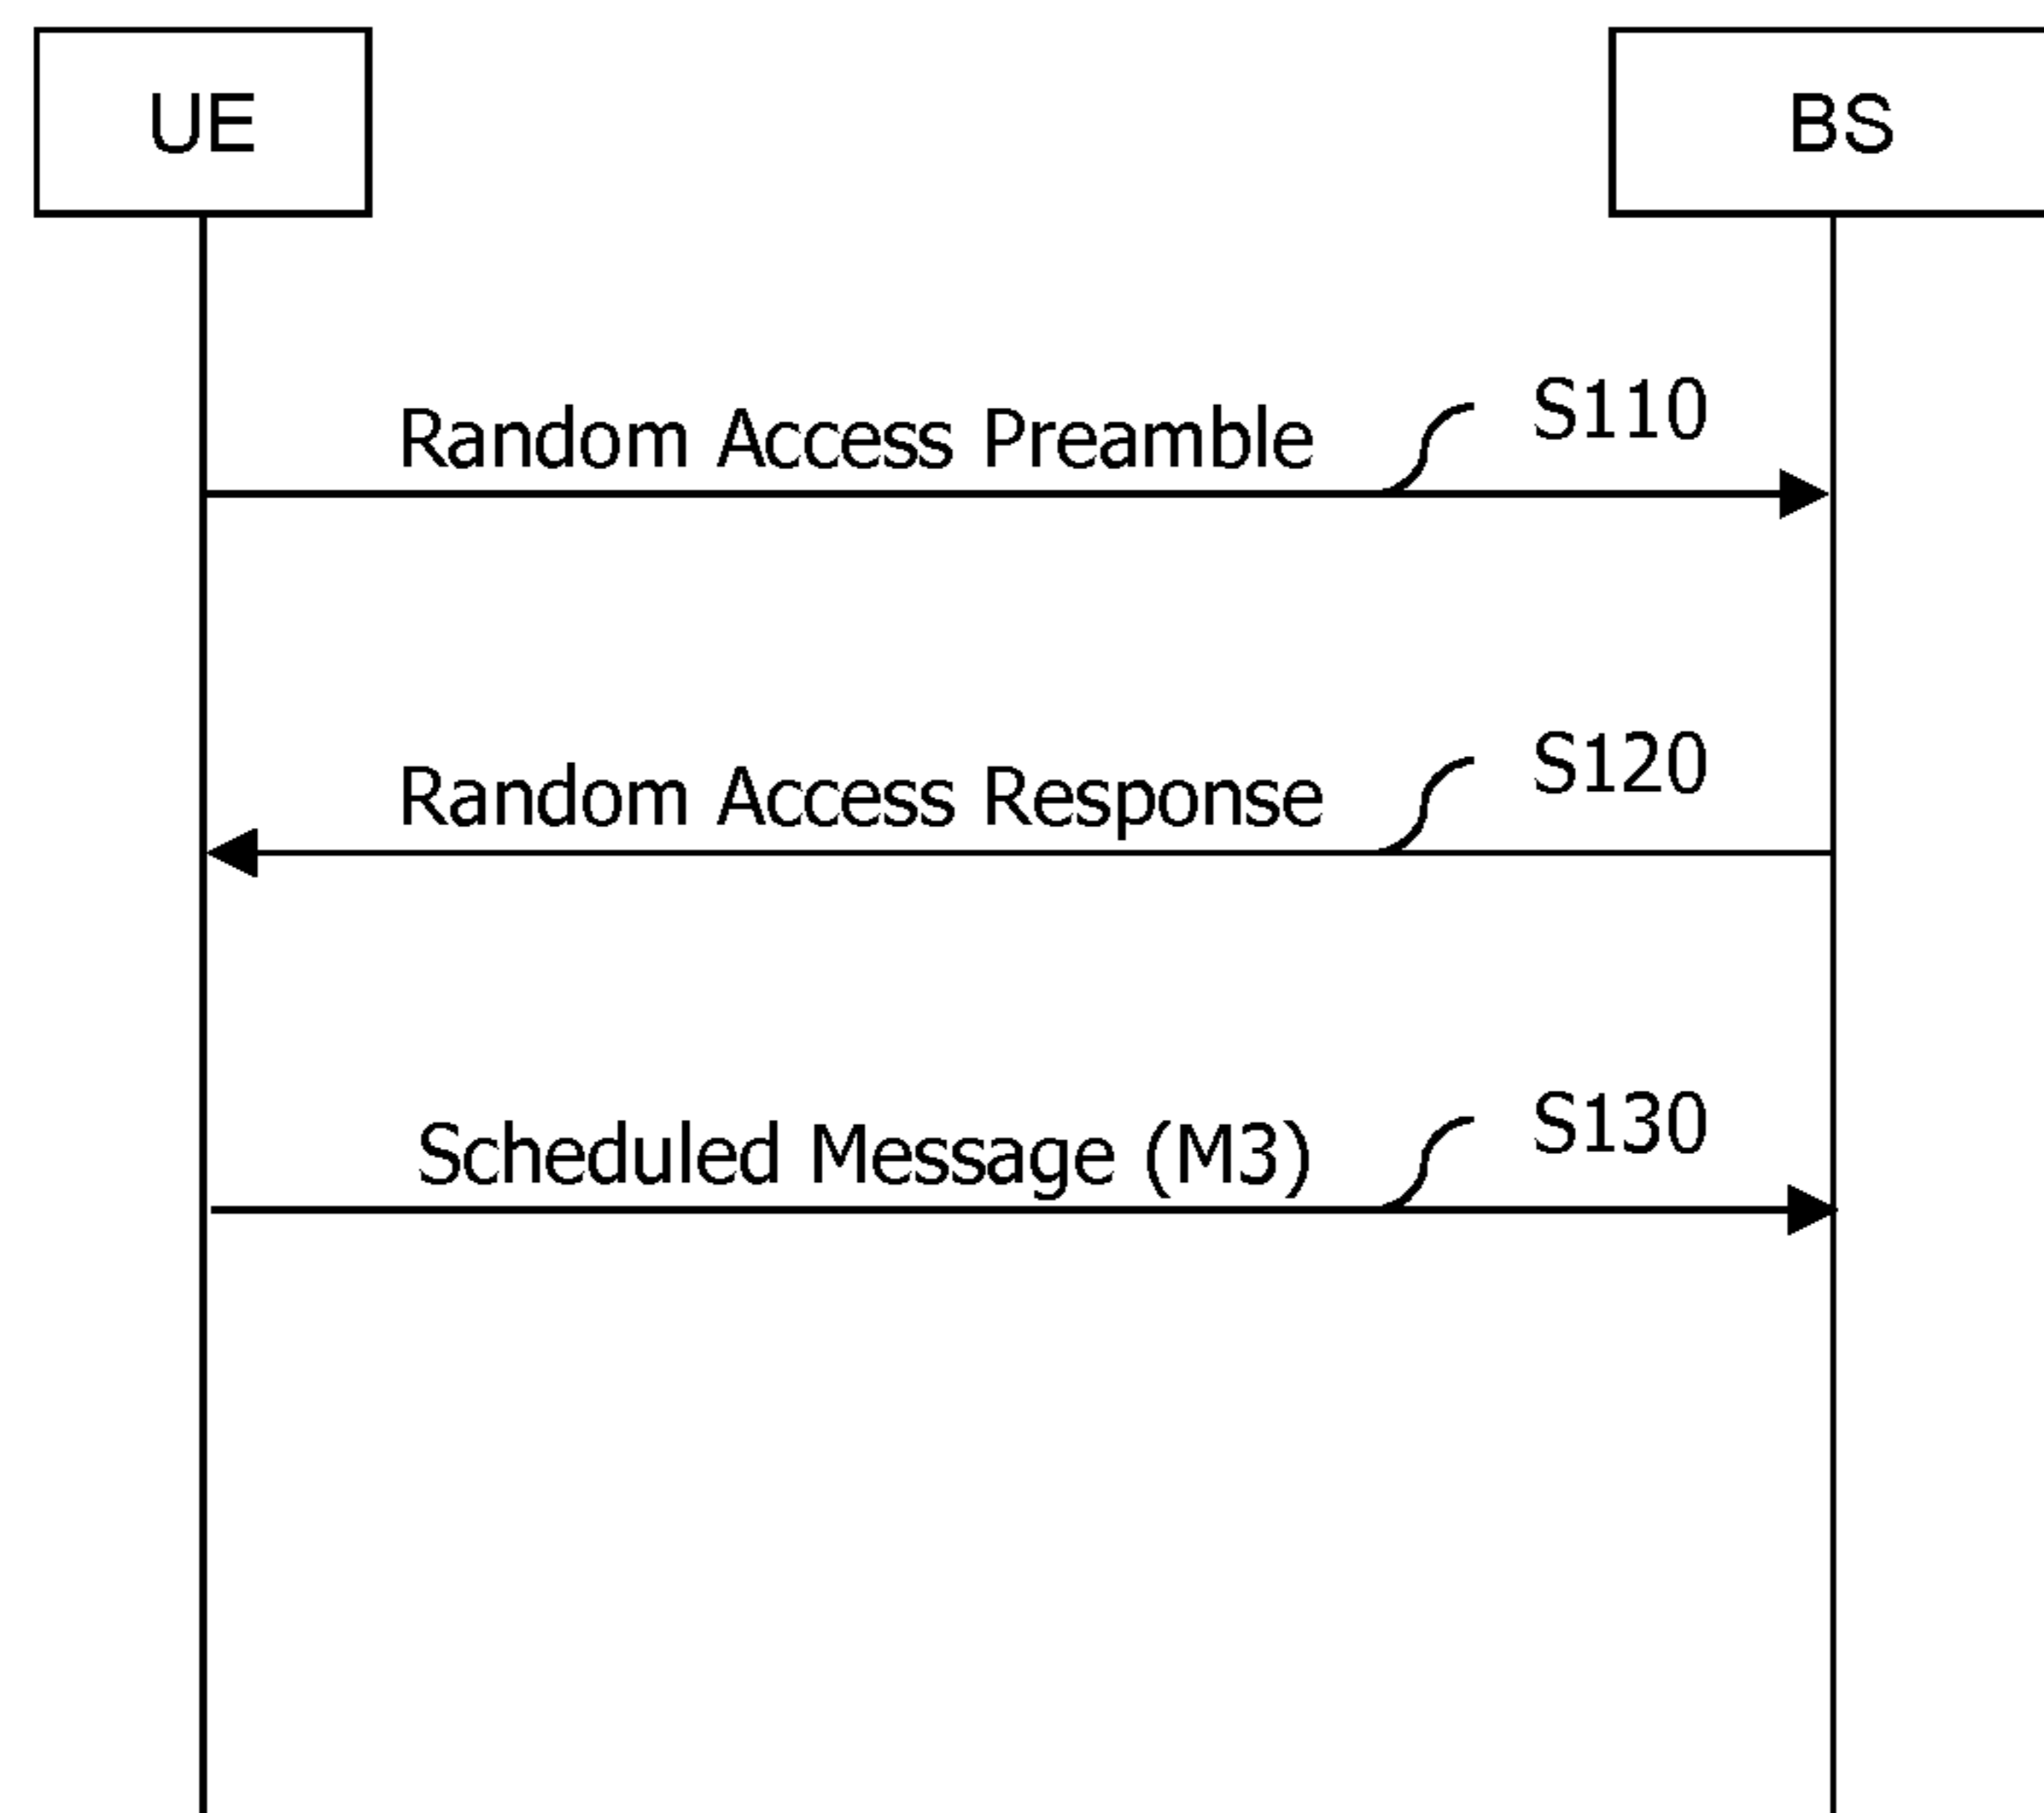 UE
BS
Random Access Preamble
S110
Random Access Response
S120
Scheduled Message (M3)
S130